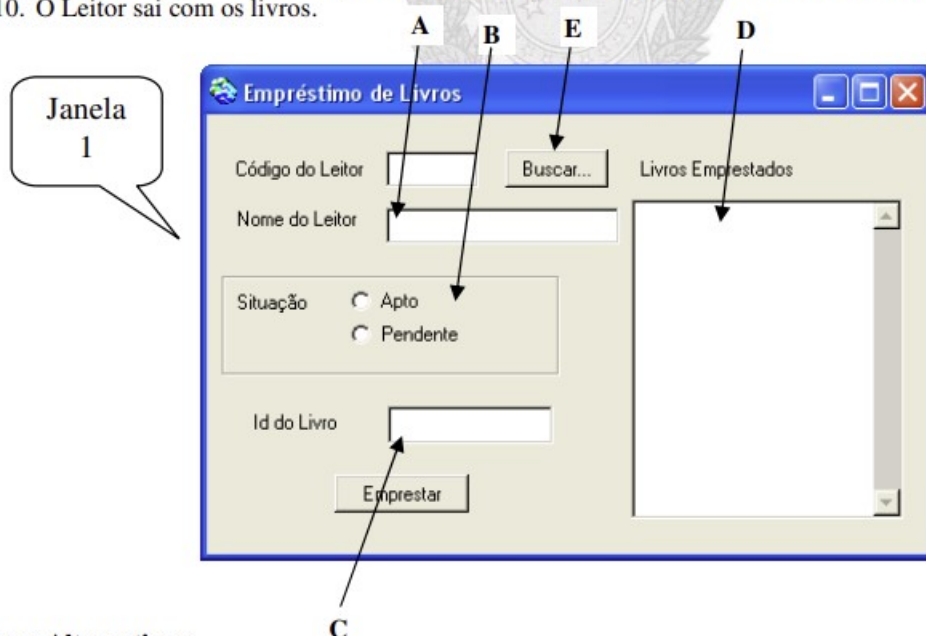 10. O Leitor sai com os livros.
A B E D
Janela
1
Empréstimo de Livros
Código do Leitor Buscar... Livros Emprestados
Nome do Leitor
Situação Apto
Pendente
Id do Livro
Emprestar
C